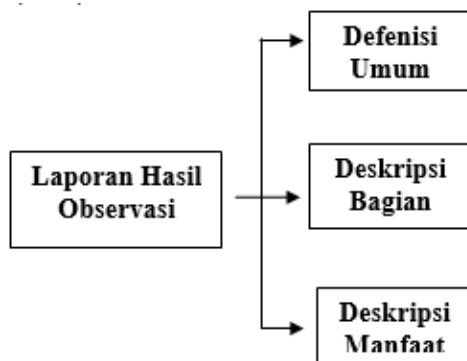 Defenisi
Umum
Laporan Hasil
Observasi
Deskripsi
Bagian
Deskripsi
Manfaat